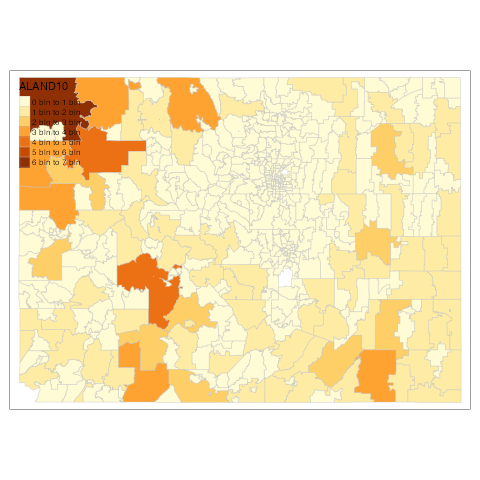 ALAND10
0 bln to 1 bln
1 bln to 2 bln
2 bln to 3 bln
3 bln to 4 bln
4 bln to 5 bln
5 bln to 6 bln
6 bln to 7 bln